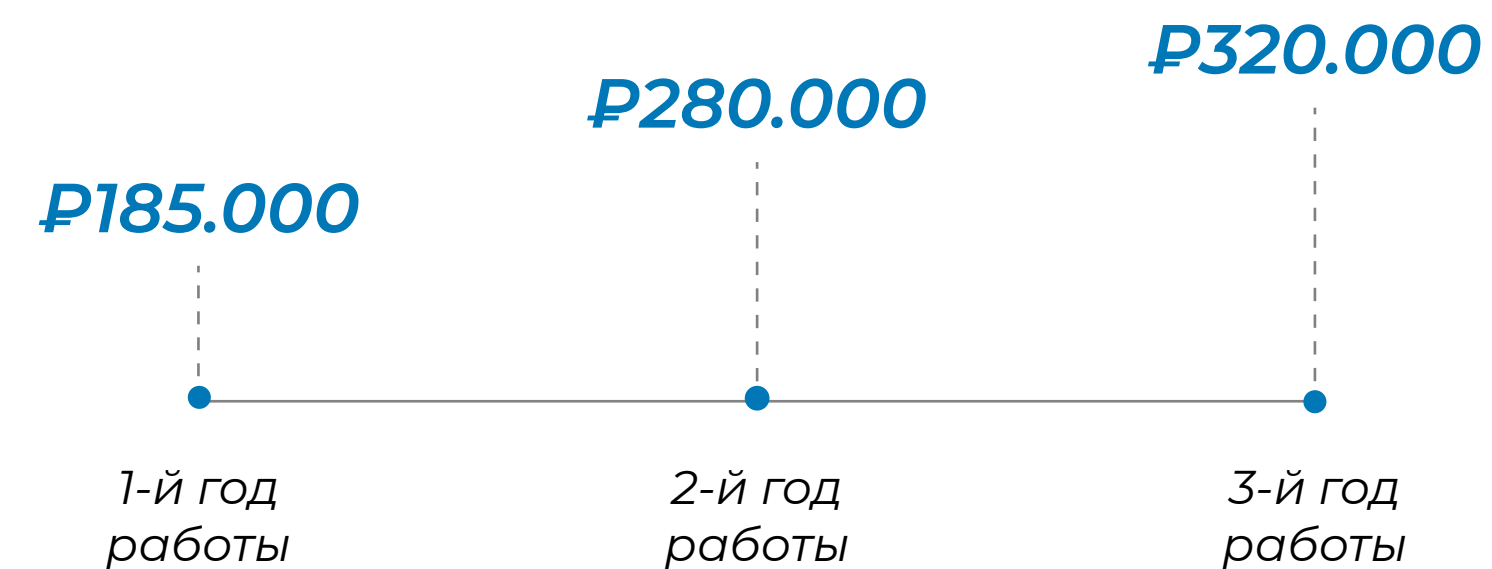 ₽185.000
₽280.000
₽320.000
1-й год
работы
2-й год
работы
3-й год
работы